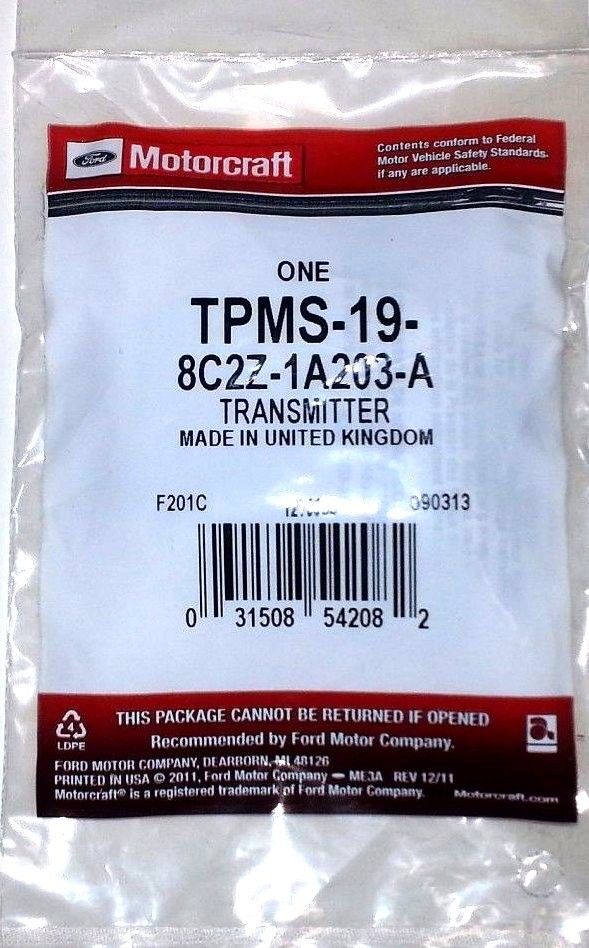 Ford Motorcraft
Contents conform to Federal
Motor Vehicle Safety Standards.
if any are applicable.
ONE
TPMS-19-
8C2Z-1A203-A
TRANSMITTER
MADE IN UNITED KINGDOM
F201C 090313
0 31508 54208 2
THIS PACKAGE CANNOT BE RETURNED IF OPENED
Recommended by Ford Motor Company.
4
LDPE
FORD MOTOR COMPANY, DEARBORN, MI 48126
PRINTED IN USA © 2011, Ford Motor Company — ME3A REV 12/11
Motorcraft® is a registered trademark of Ford Motor Company. Motorcraft.com